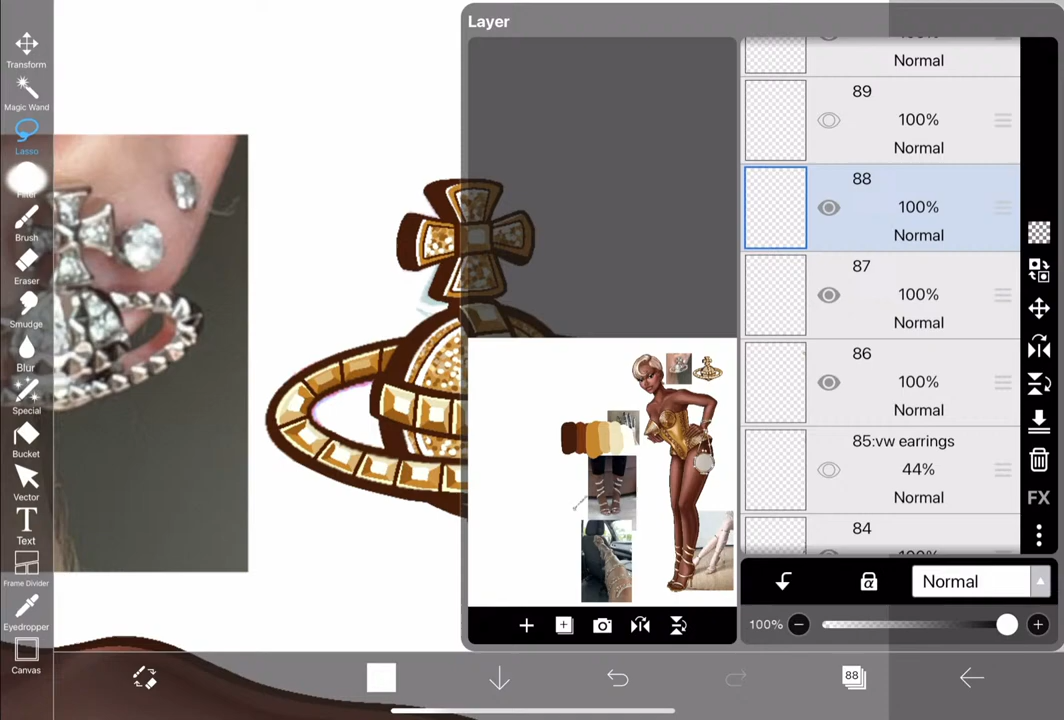 Transform
Magic Wand
Lasso
Brush
Eraser
Smudge
Blur
Special
Bucket
Vector
T
Text
Frame Divider
Eyedropper
Canvas
Layer
Normal
89
100%
Normal
88
100%
Normal
87
100%
Normal
86
100%
Normal
85:vw earrings
44%
Normal
84
FX
α
Normal
100%
88